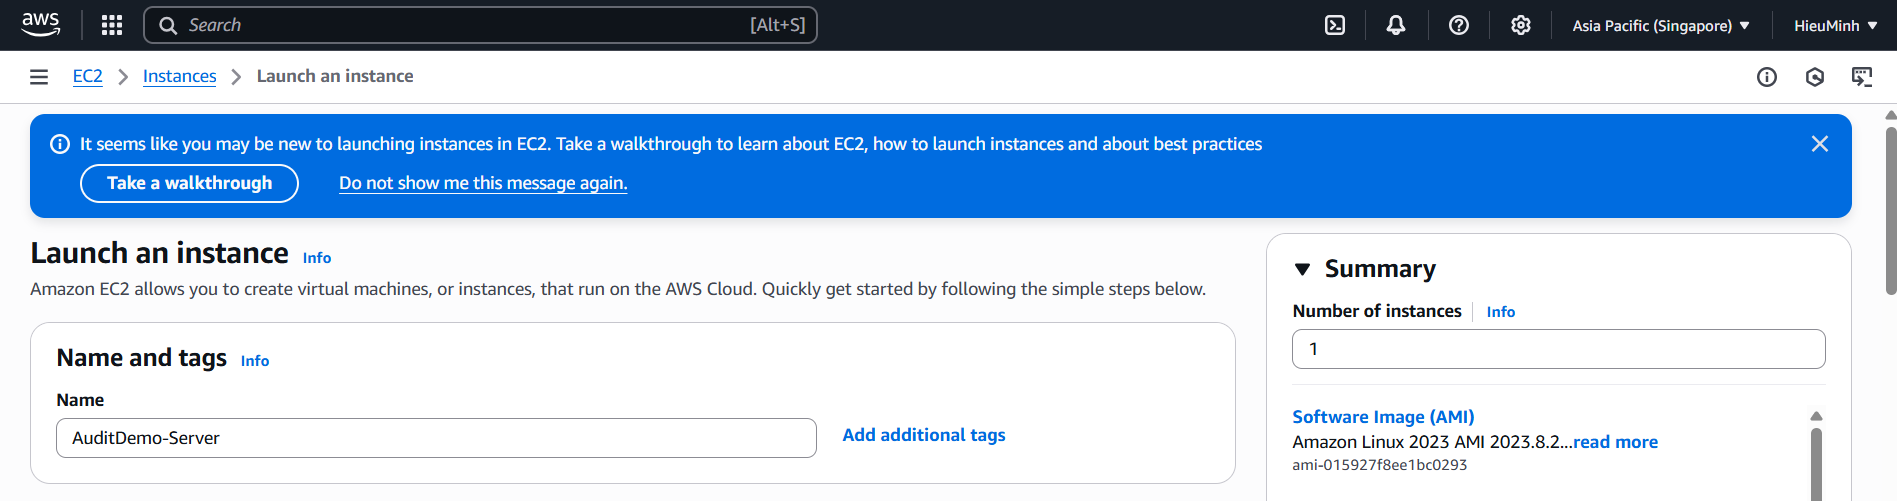 aws
Search [Alt+S]
Asia Pacific (Singapore)
HieuMinh
EC2 Instances Launch an instance
It seems like you may be new to launching instances in EC2. Take a walkthrough to learn about EC2, how to launch instances and about best practices
Take a walkthrough Do not show me this message again.
Launch an instance Info
Amazon EC2 allows you to create virtual machines, or instances, that run on the AWS Cloud. Quickly get started by following the simple steps below.
Name and tags Info
Name
AuditDemo-Server
Add additional tags
Summary
Number of instances Info
1
Software Image (AMI)
Amazon Linux 2023 AMI 2023.8.2...read more
ami-015927f8ee1bc0293